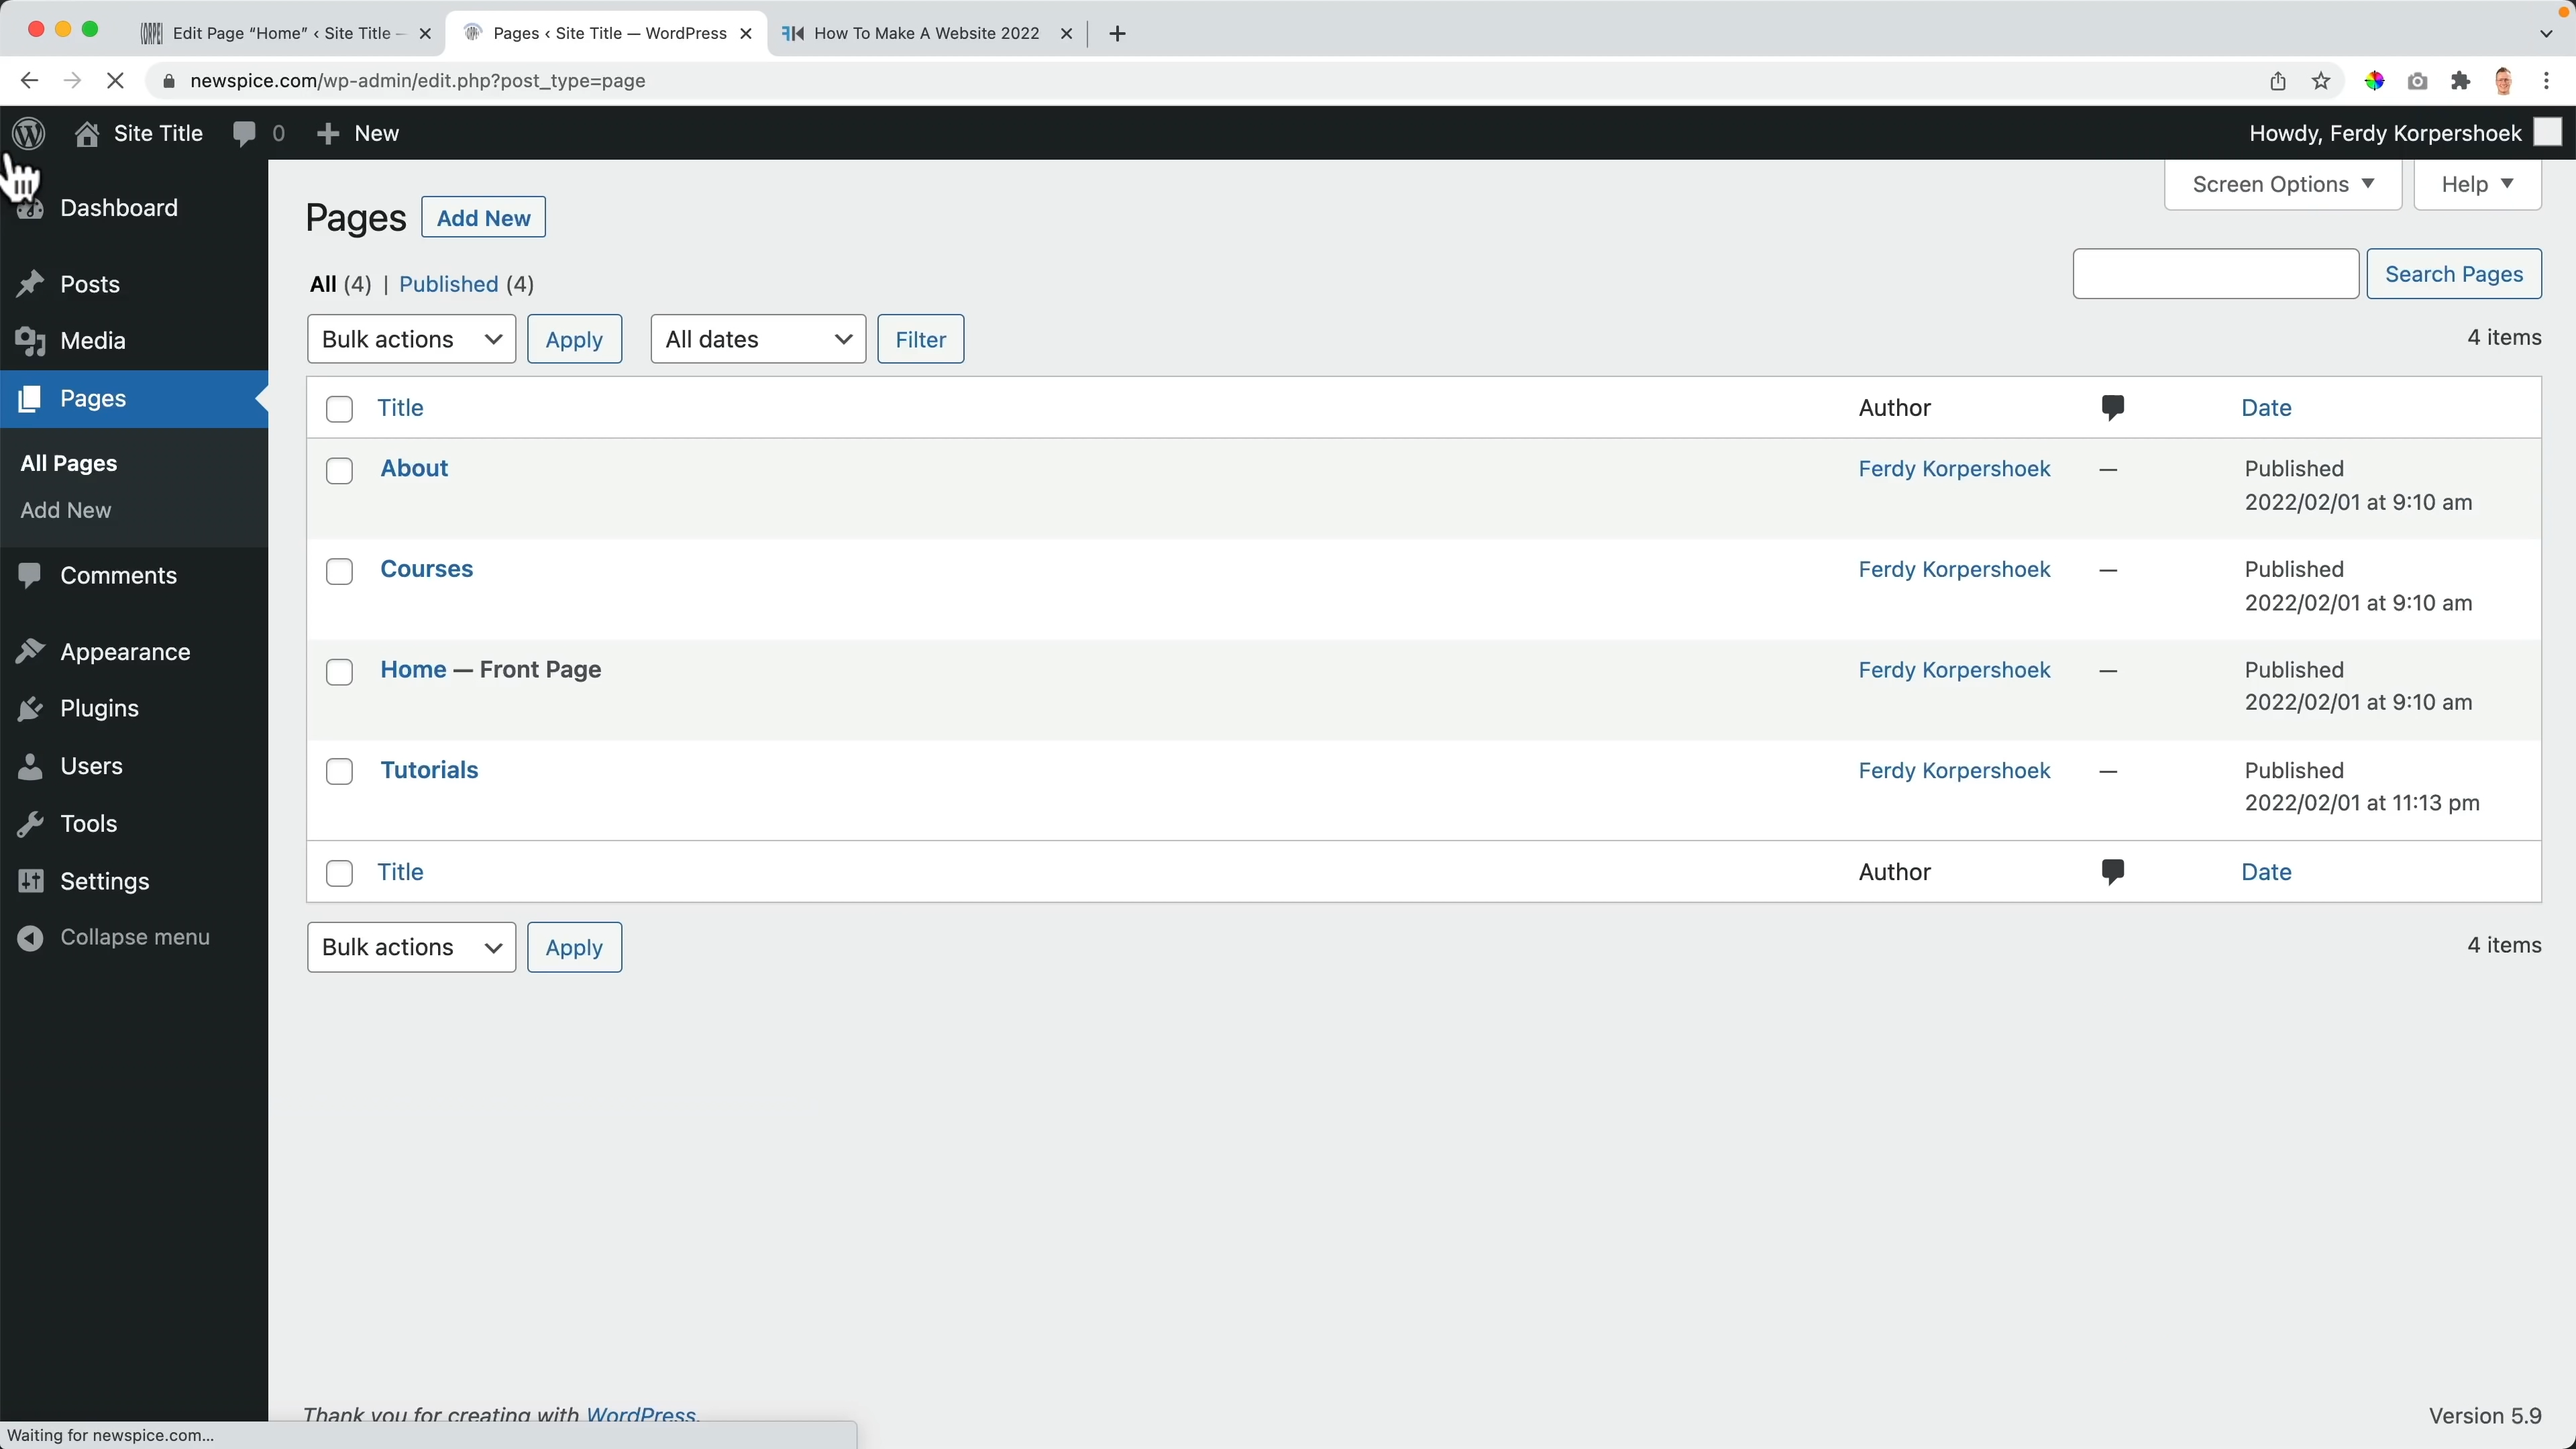 Edit Page “Home” ‹ Site Title —
Pages ‹ Site Title — WordPress
How To Make A Website 2022
newspice.com/wp-admin/edit.php?post_type=page
Site Title
0
New
Howdy, Ferdy Korpershoek
Dashboard
Posts
Media
Pages
All Pages
Add New
Comments
Appearance
Plugins
Users
Tools
Settings
Collapse menu
Screen Options
Help
Pages
Add New
All (4) | Published (4)
Search Pages
Bulk actions
Apply
All dates
Filter
4 items
Title
Author
Date
About
Ferdy Korpershoek
—
Published
2022/02/01 at 9:10 am
Courses
Ferdy Korpershoek
—
Published
2022/02/01 at 9:10 am
Home — Front Page
Ferdy Korpershoek
—
Published
2022/02/01 at 9:10 am
Tutorials
Ferdy Korpershoek
—
Published
2022/02/01 at 11:13 pm
Title
Author
Date
Bulk actions
Apply
4 items
Thank you for creating with WordPress.
Version 5.9
Waiting for newspice.com...